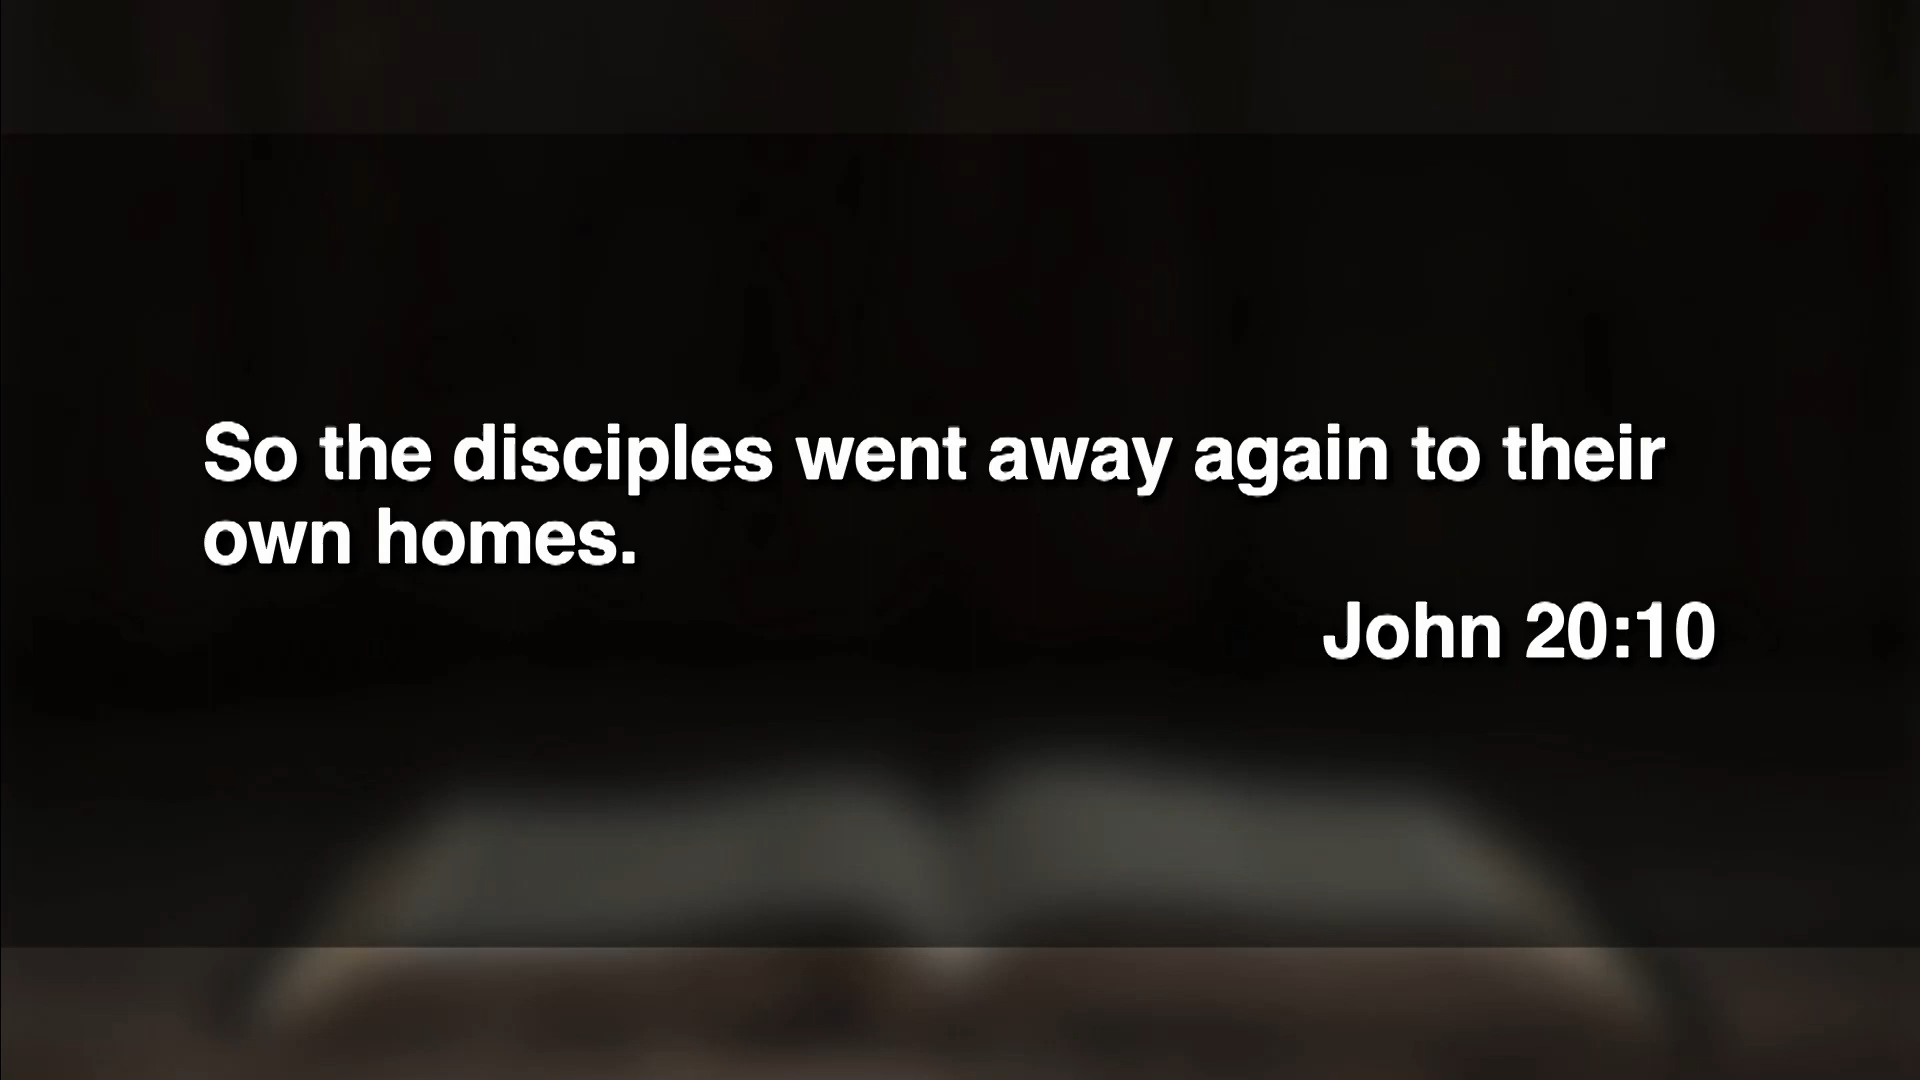 So the disciples went away again to their
own homes.
John 20:10